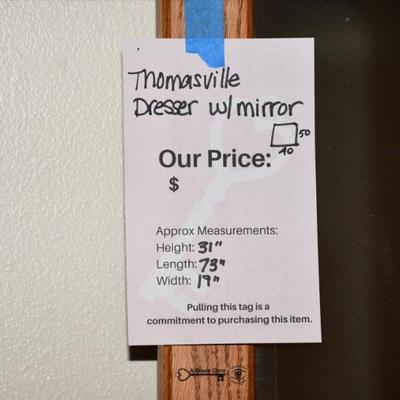 Thomasville
Dresser w/mirror
50
40
Our Price:
$
Approx Measurements:
Height: 31"
Length: 73"
Width: 19"
Pulling this tag is a
commitment to purchasing this item.